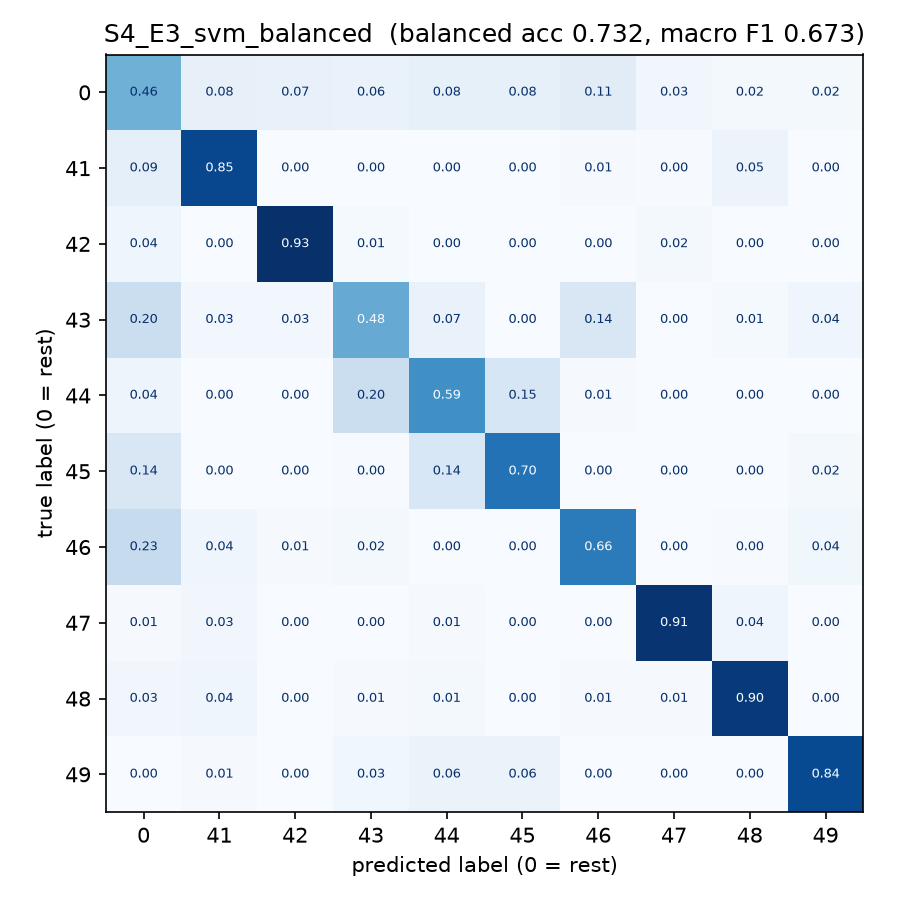 S4_E3_svm_balanced (balanced acc 0.732, macro F1 0.673)
true label (0 = rest)
0 0.46 0.08 0.07 0.06 0.08 0.08 0.11 0.03 0.02 0.02
41 0.09 0.85 0.00 0.00 0.00 0.00 0.01 0.00 0.05 0.00
42 0.04 0.00 0.93 0.01 0.00 0.00 0.00 0.02 0.00 0.00
43 0.20 0.03 0.03 0.48 0.07 0.00 0.14 0.00 0.01 0.04
44 0.04 0.00 0.00 0.20 0.59 0.15 0.01 0.00 0.00 0.00
45 0.14 0.00 0.00 0.00 0.14 0.70 0.00 0.00 0.00 0.02
46 0.23 0.04 0.01 0.02 0.00 0.00 0.66 0.00 0.00 0.04
47 0.01 0.03 0.00 0.00 0.01 0.00 0.00 0.91 0.04 0.00
48 0.03 0.04 0.00 0.01 0.01 0.00 0.01 0.01 0.90 0.00
49 0.00 0.01 0.00 0.03 0.06 0.06 0.00 0.00 0.00 0.84
0 41 42 43 44 45 46 47 48 49
predicted label (0 = rest)